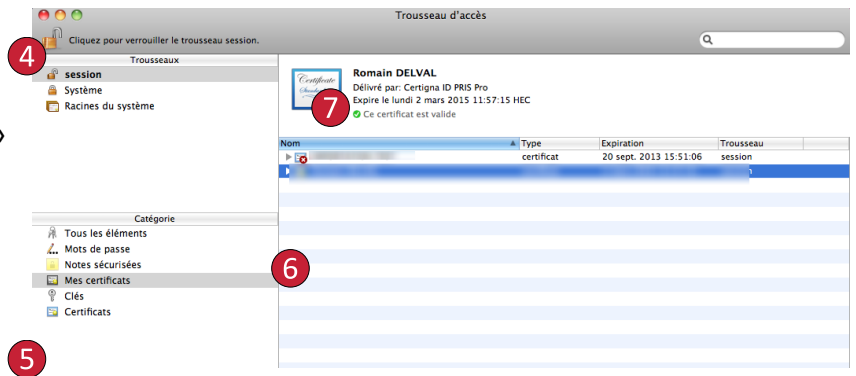 Trousseau d'accès
4
Cliquez pour verrouiller le trousseau session.
Trousseaux
session
Système
Racines du système
Certificate
Romain DELVAL
Délivré par: Certigna ID PRIS Pro
7
Expire le lundi 2 mars 2015 11:57:15 HEC
Ce certificat est valide
Nom Type Expiration Trousseau
certificat 20 sept. 2013 15:51:06 session
Catégorie
Tous les éléments
Mots de passe
Notes sécurisées
6
Mes certificats
Clés
Certificats
5